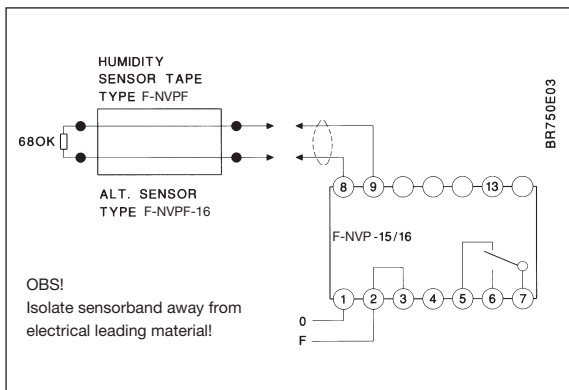 HUMIDITY
SENSOR TAPE
TYPE F-NVPF
680K
ALT. SENSOR
TYPE F-NVPF-16
BR750E03
8 9 13
F-NVP-15/16
1 2 3 4 5 6 7
0
F
OBS!
Isolate sensorband away from
electrical leading material!